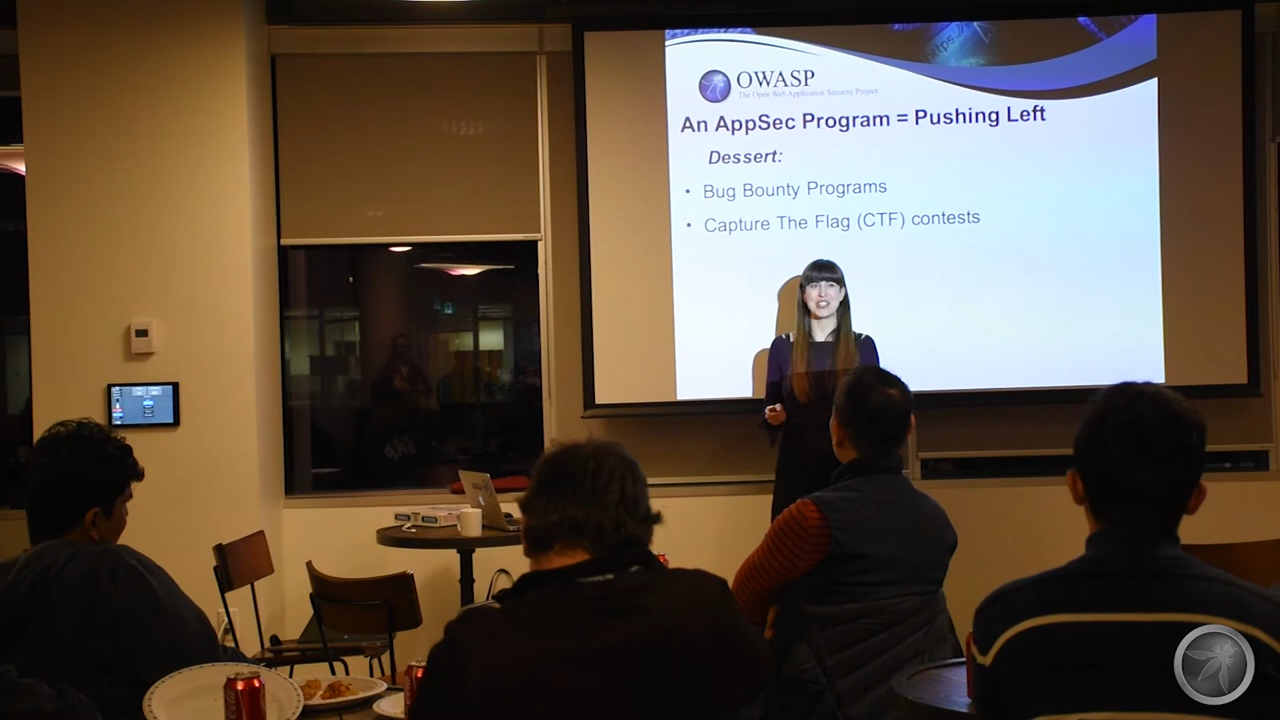 https://
OWASP
The Open Web Application Security Project
An AppSec Program = Pushing Left
Dessert:
• Bug Bounty Programs
• Capture The Flag (CTF) contests